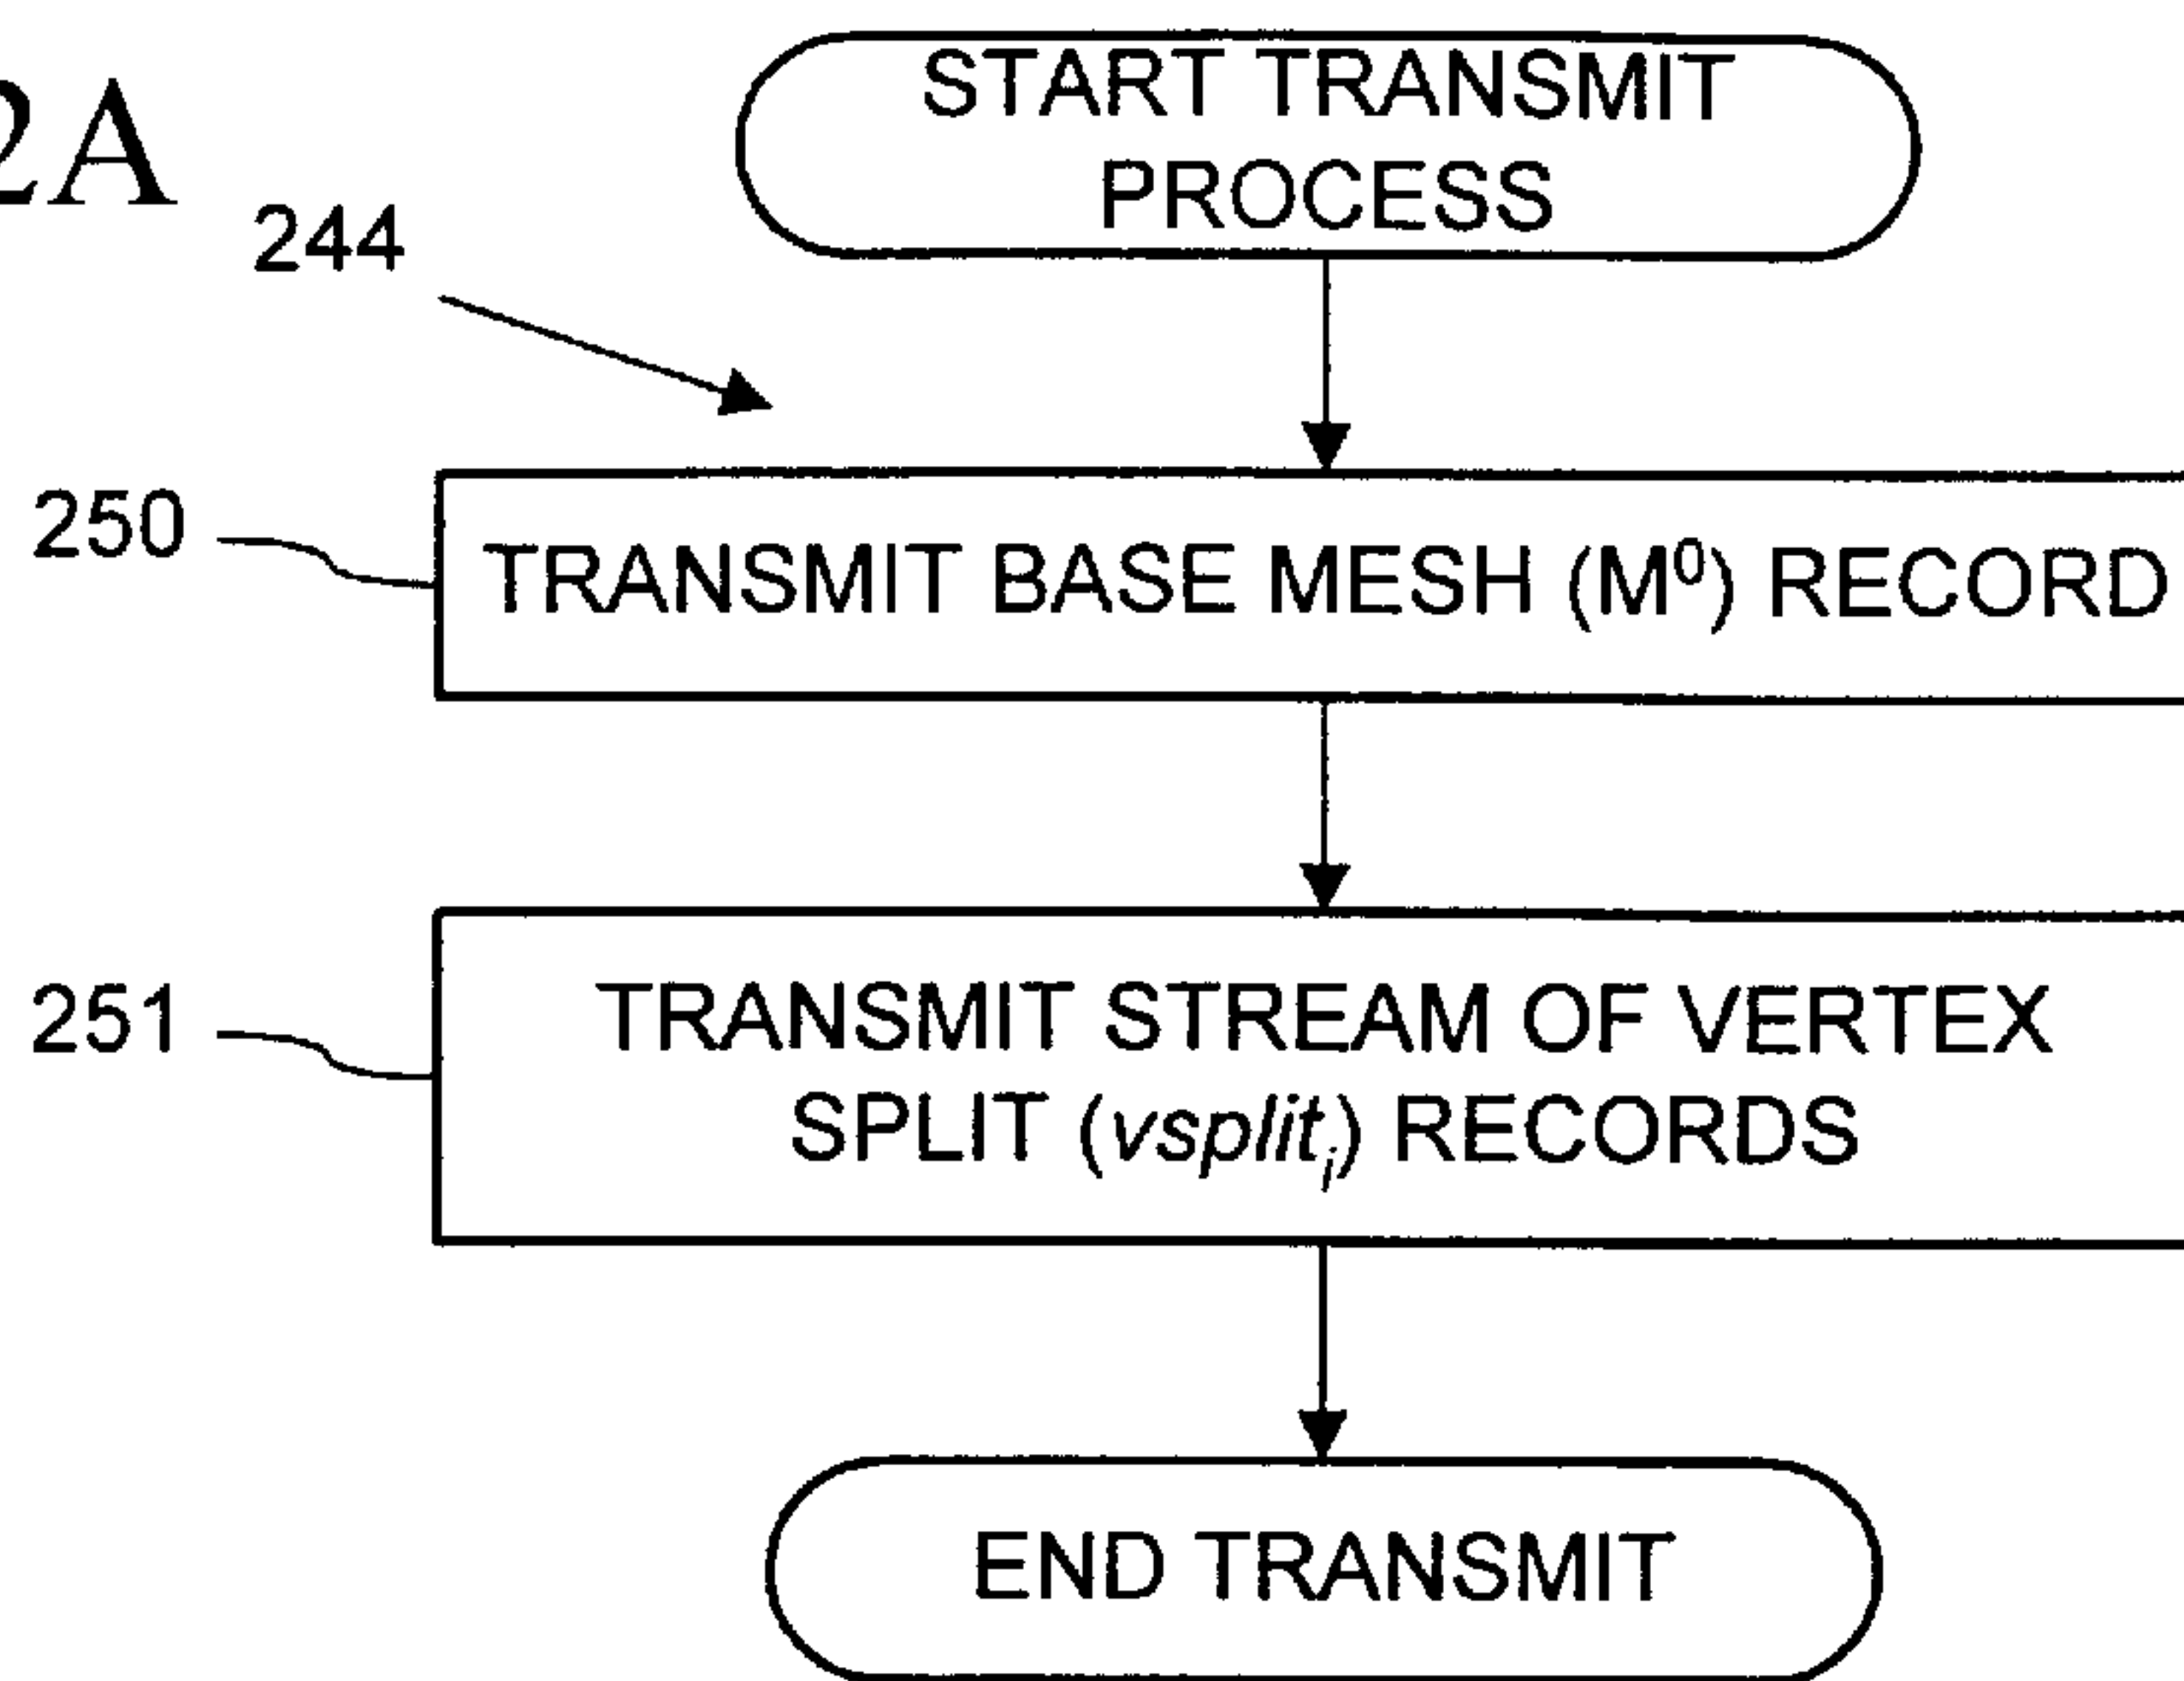 2A
START TRANSMIT
PROCESS
244
250
TRANSMIT BASE MESH (M⁰) RECORD
251
TRANSMIT STREAM OF VERTEX
SPLIT (vsplitᵢ) RECORDS
END TRANSMIT